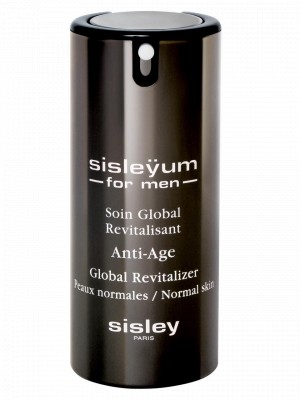 sisleÿum
for men
Soin Global
Revitalisant
Anti-Age
Global Revitalizer
Peaux normales / Normal skin
sisley
PARIS